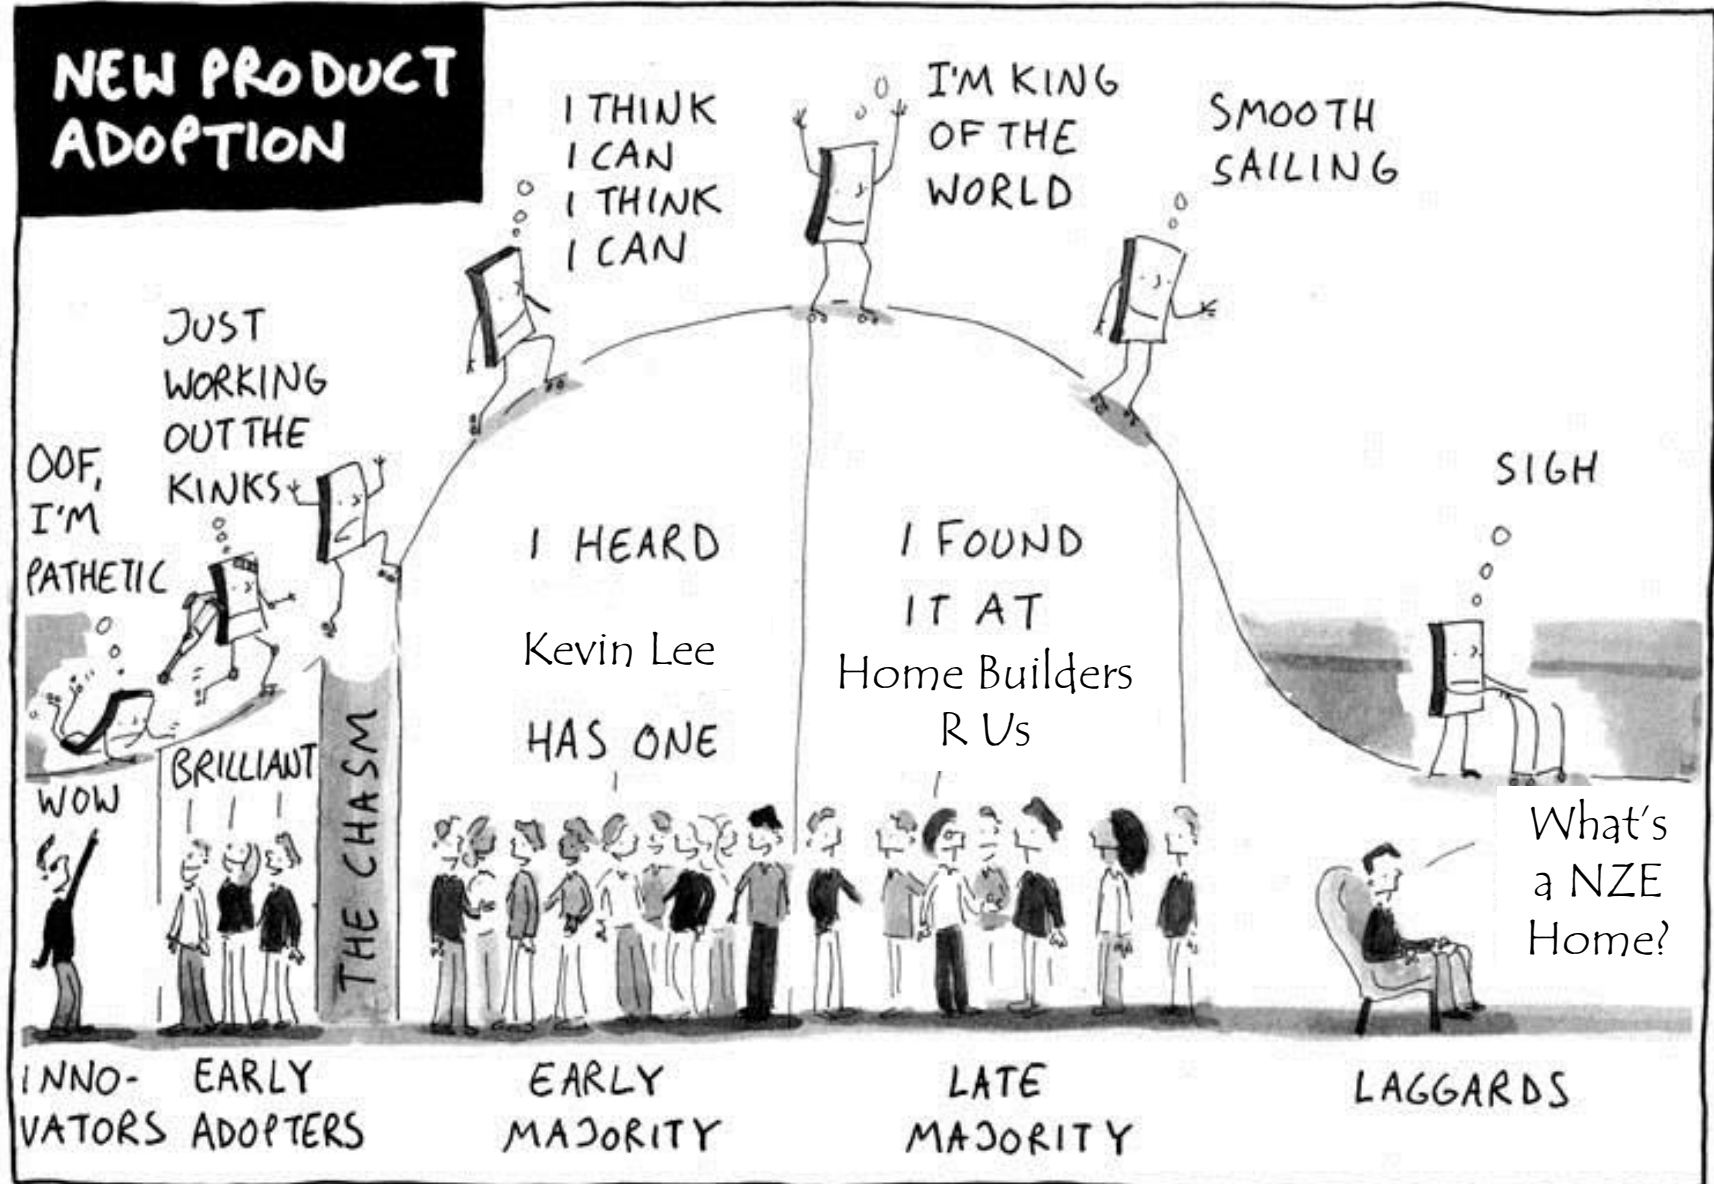 NEW PRODUCT
ADOPTION
OOF,
I'M
PATHETIC
JUST
WORKING
OUT THE
KINKS
I THINK
I CAN
I THINK
I CAN
I'M KING
OF THE
WORLD
SMOOTH
SAILING
SIGH
WOW
BRILLIANT
THE CHASM
I HEARD
Kevin Lee
HAS ONE
I FOUND
IT AT
Home Builders
R Us
What's
a NZE
Home?
INNO-
VATORS
EARLY
ADOPTERS
EARLY
MAJORITY
LATE
MAJORITY
LAGGARDS